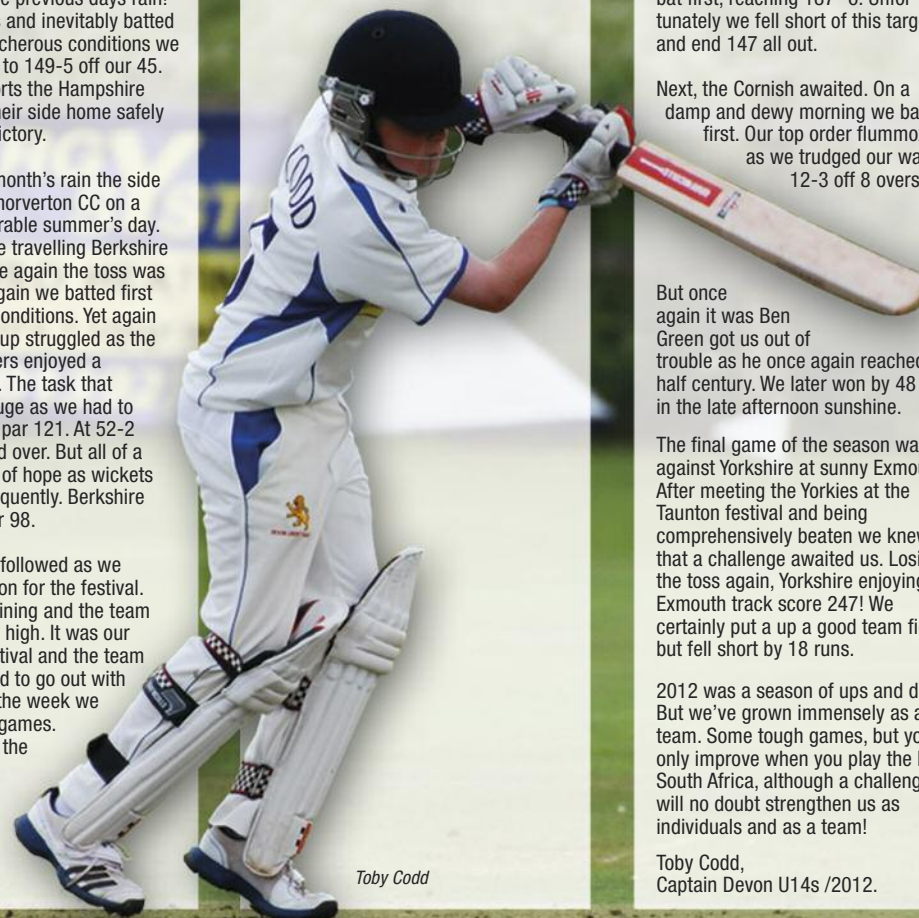 e previous days rain!
s and inevitably batted
cherous conditions we
to 149-5 off our 45.
rts the Hampshire
eir side home safely
ictory.
month’s rain the side
horverton CC on a
rable summer’s day.
e travelling Berkshire
e again the toss was
gain we batted first
onditions. Yet again
up struggled as the
ers enjoyed a
. The task that
uge as we had to
par 121. At 52-2
d over. But all of a
of hope as wickets
quently. Berkshire
r 98.
followed as we
on for the festival.
ining and the team
high. It was our
tival and the team
d to go out with
the week we
games.
the
CODD
Toby Codd
tunately we fell short of this targ
and end 147 all out.
Next, the Cornish awaited. On a
damp and dewy morning we ba
first. Our top order flummo
as we trudged our wa
12-3 off 8 overs
But once
again it was Ben
Green got us out of
trouble as he once again reached
half century. We later won by 48
in the late afternoon sunshine.
The final game of the season wa
against Yorkshire at sunny Exmou
After meeting the Yorkies at the
Taunton festival and being
comprehensively beaten we knew
that a challenge awaited us. Losi
the toss again, Yorkshire enjoying
Exmouth track score 247! We
certainly put a up a good team fi
but fell short by 18 runs.
2012 was a season of ups and d
But we’ve grown immensely as a
team. Some tough games, but yo
only improve when you play the
South Africa, although a challeng
will no doubt strengthen us as
individuals and as a team!
Toby Codd,
Captain Devon U14s /2012.